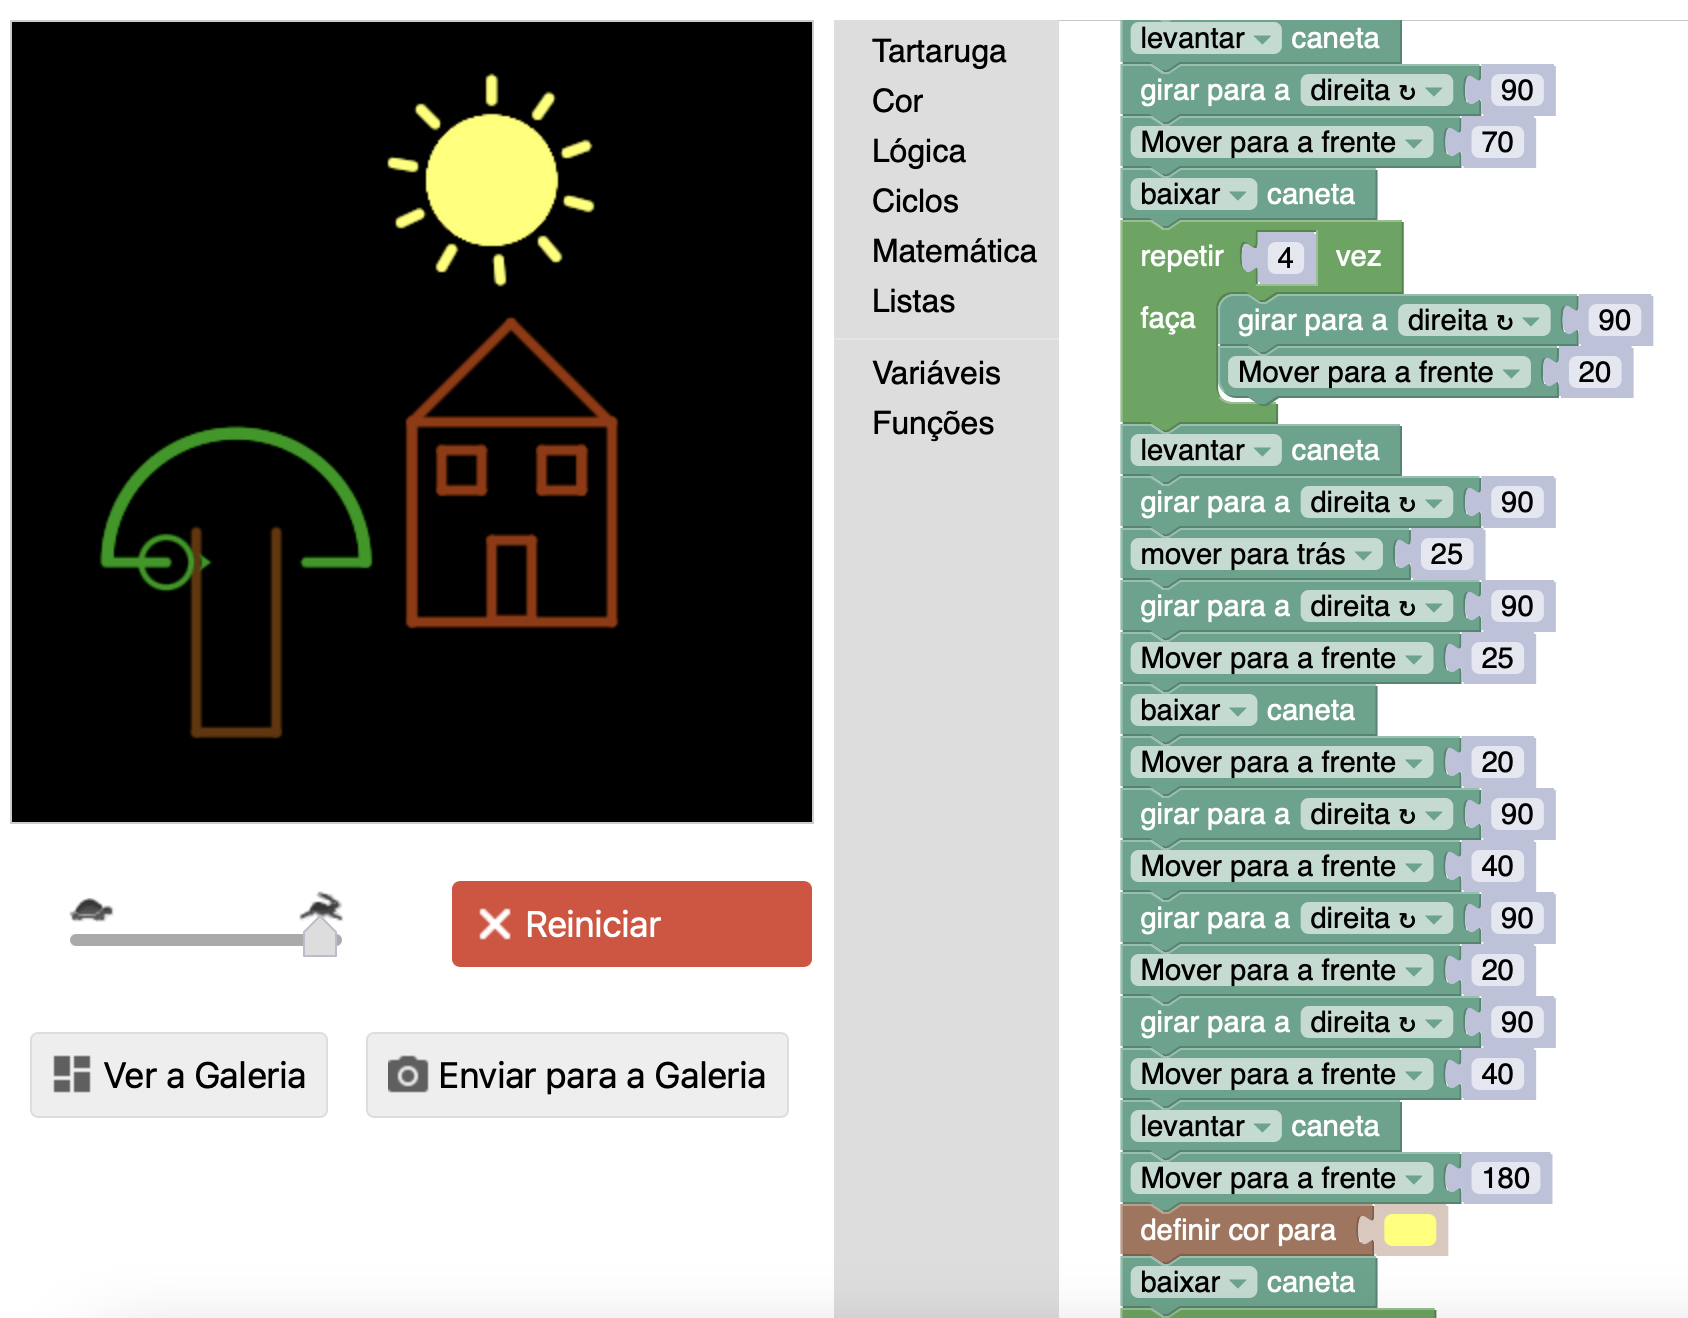 Reiniciar
Ver a Galeria
Enviar para a Galeria
Tartaruga
Cor
Lógica
Ciclos
Matemática
Listas
Variáveis
Funções
levantar caneta
girar para a direita ↻ 90
Mover para a frente 70
baixar caneta
repetir 4 vez
faça girar para a direita ↻ 90
Mover para a frente 20
levantar caneta
girar para a direita ↻ 90
mover para trás 25
girar para a direita ↻ 90
Mover para a frente 25
baixar caneta
Mover para a frente 20
girar para a direita ↻ 90
Mover para a frente 40
girar para a direita ↻ 90
Mover para a frente 20
girar para a direita ↻ 90
Mover para a frente 40
levantar caneta
Mover para a frente 180
definir cor para
baixar caneta